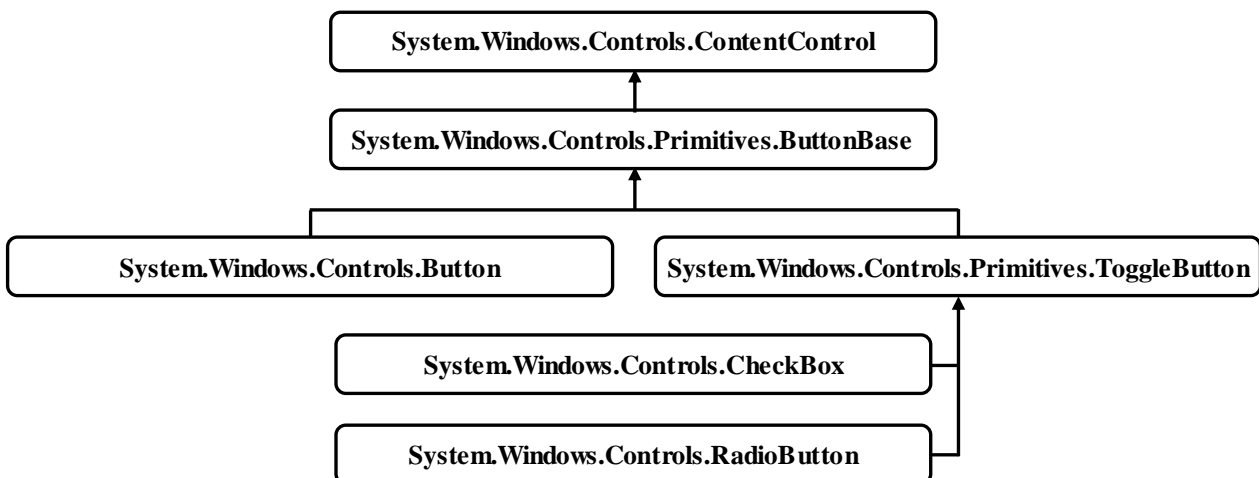 System.Windows.Controls.ContentControl
System.Windows.Controls.Primitives.ButtonBase
System.Windows.Controls.Button
System.Windows.Controls.Primitives.ToggleButton
System.Windows.Controls.CheckBox
System.Windows.Controls.RadioButton